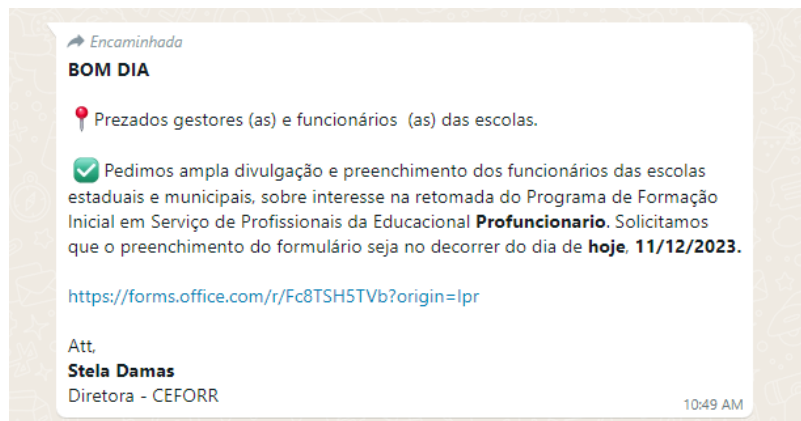 Encaminhada
BOM DIA
📍 Prezados gestores (as) e funcionários (as) das escolas.
✅ Pedimos ampla divulgação e preenchimento dos funcionários das escolas
estaduais e municipais, sobre interesse na retomada do Programa de Formação
Inicial em Serviço de Profissionais da Educacional Profuncionario. Solicitamos
que o preenchimento do formulário seja no decorrer do dia de hoje, 11/12/2023.
https://forms.office.com/r/Fc8TSH5TVb?origin=lpr
Att,
Stela Damas
Diretora - CEFORR
10:49 AM